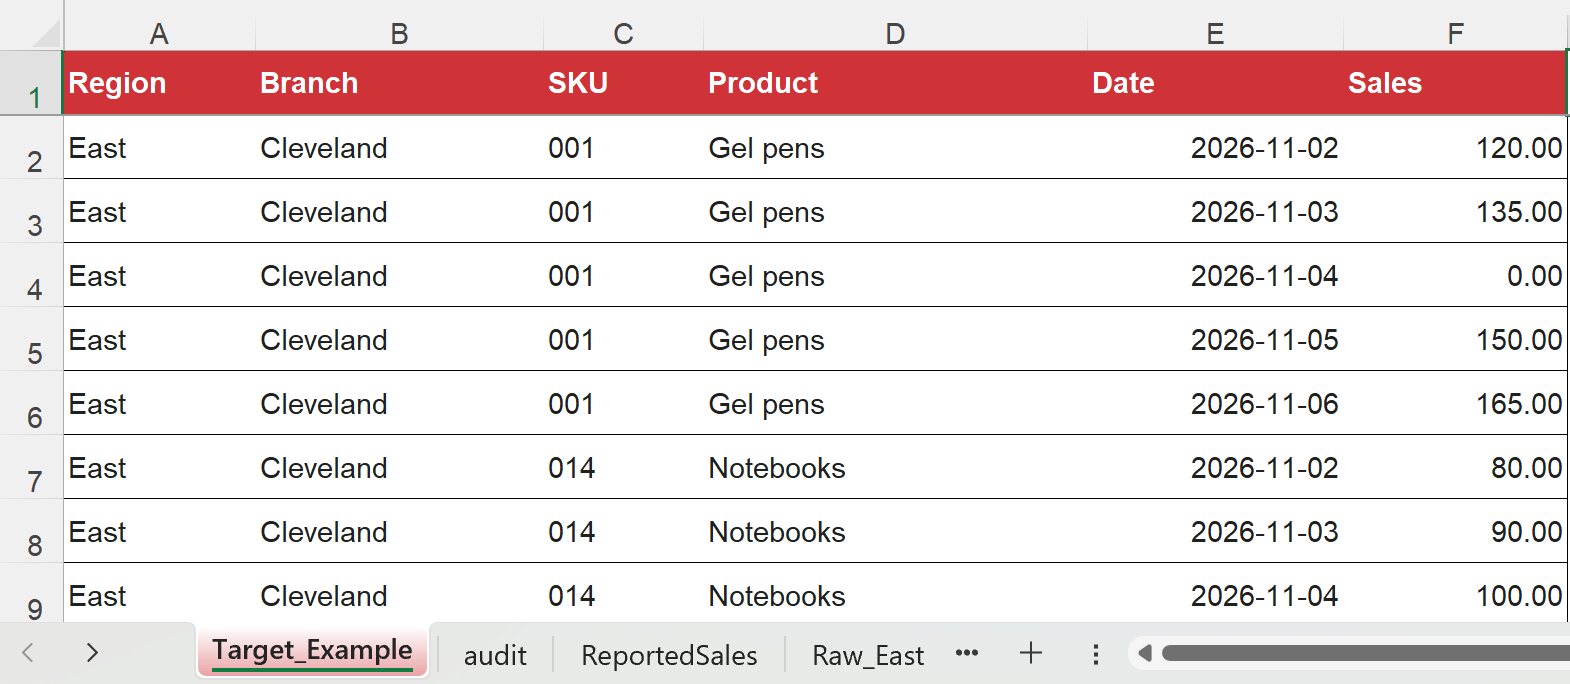 A B C D E F
1 Region Branch SKU Product Date Sales
2 East Cleveland 001 Gel pens 2026-11-02 120.00
3 East Cleveland 001 Gel pens 2026-11-03 135.00
4 East Cleveland 001 Gel pens 2026-11-04 0.00
5 East Cleveland 001 Gel pens 2026-11-05 150.00
6 East Cleveland 001 Gel pens 2026-11-06 165.00
7 East Cleveland 014 Notebooks 2026-11-02 80.00
8 East Cleveland 014 Notebooks 2026-11-03 90.00
9 East Cleveland 014 Notebooks 2026-11-04 100.00
Target_Example audit ReportedSales Raw_East